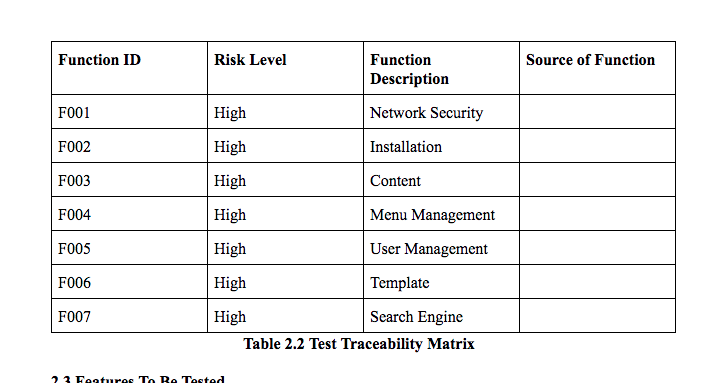 Function ID Risk Level Function Description Source of Function
F001 High Network Security
F002 High Installation
F003 High Content
F004 High Menu Management
F005 High User Management
F006 High Template
F007 High Search Engine
Table 2.2 Test Traceability Matrix
2.3 Features To Be Tested